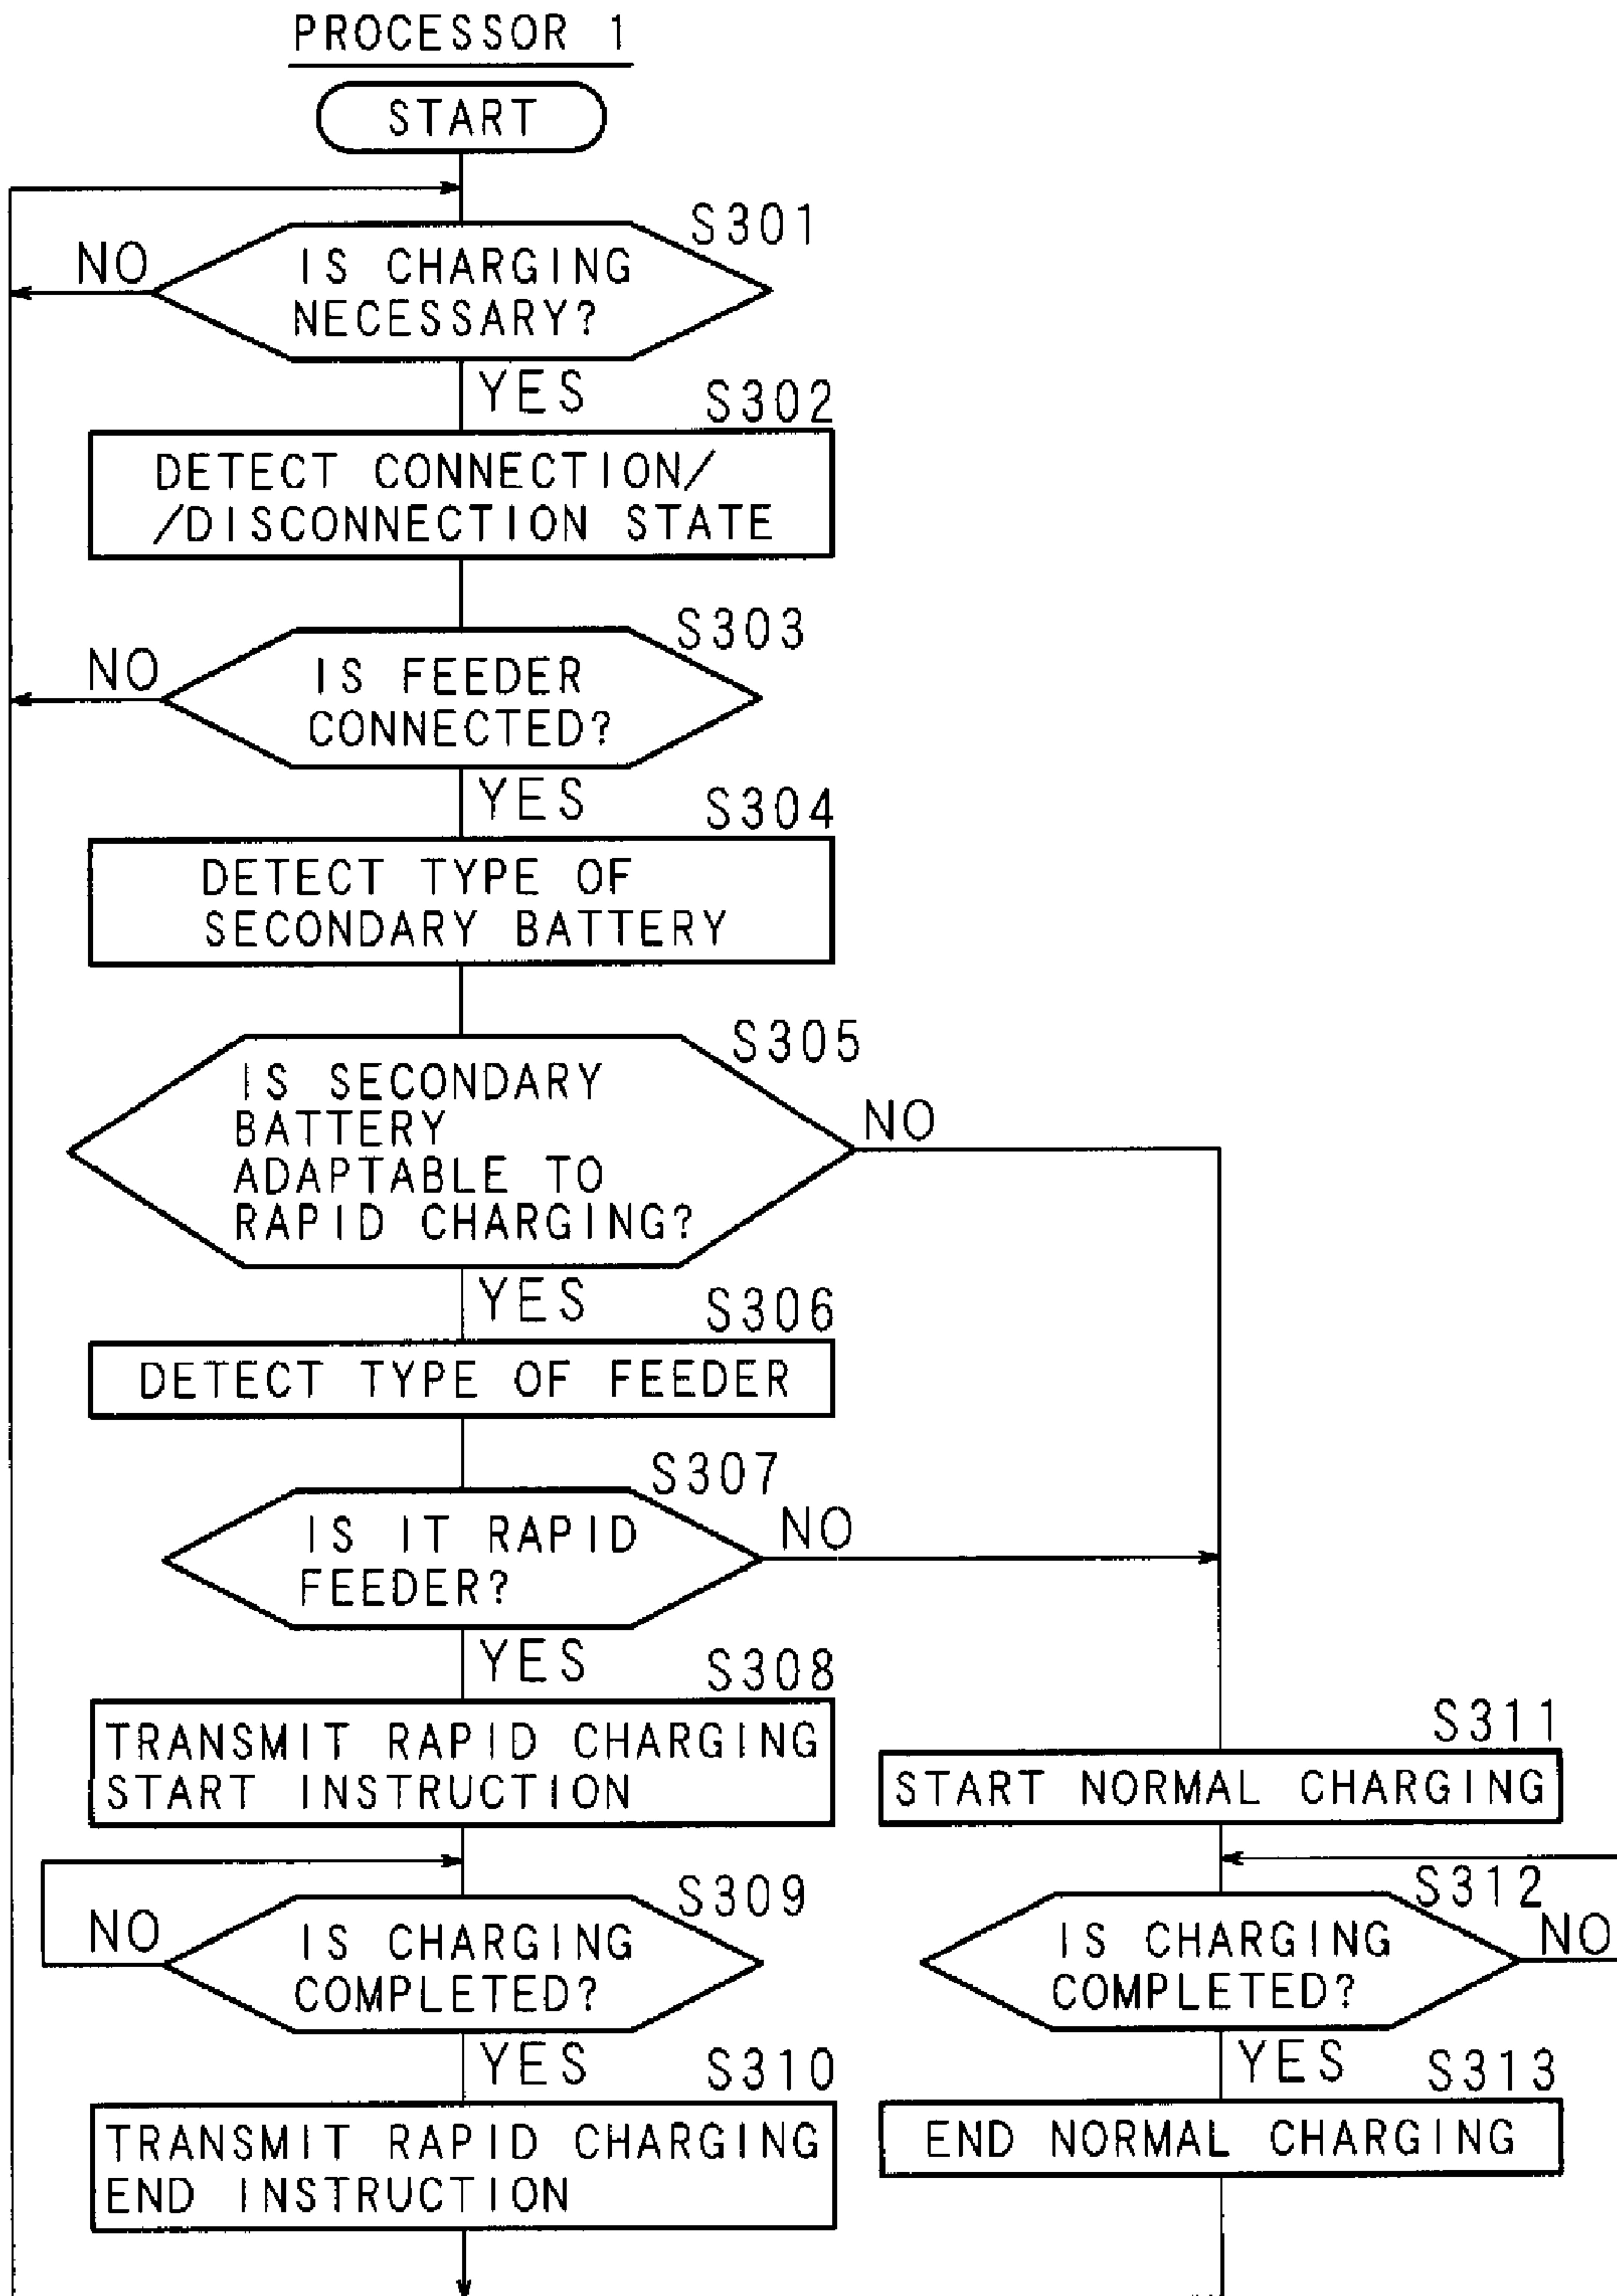 PROCESSOR 1
START
S301
NO
IS CHARGING
NECESSARY?
YES
S302
DETECT CONNECTION/
/DISCONNECTION STATE
S303
NO
IS FEEDER
CONNECTED?
YES
S304
DETECT TYPE OF
SECONDARY BATTERY
S305
IS SECONDARY
BATTERY
ADAPTABLE TO
RAPID CHARGING?
NO
YES
S306
DETECT TYPE OF FEEDER
S307
IS IT RAPID
FEEDER?
NO
YES
S308
TRANSMIT RAPID CHARGING
START INSTRUCTION
S309
NO
IS CHARGING
COMPLETED?
YES
S310
TRANSMIT RAPID CHARGING
END INSTRUCTION
S311
START NORMAL CHARGING
S312
IS CHARGING
COMPLETED?
NO
YES
S313
END NORMAL CHARGING